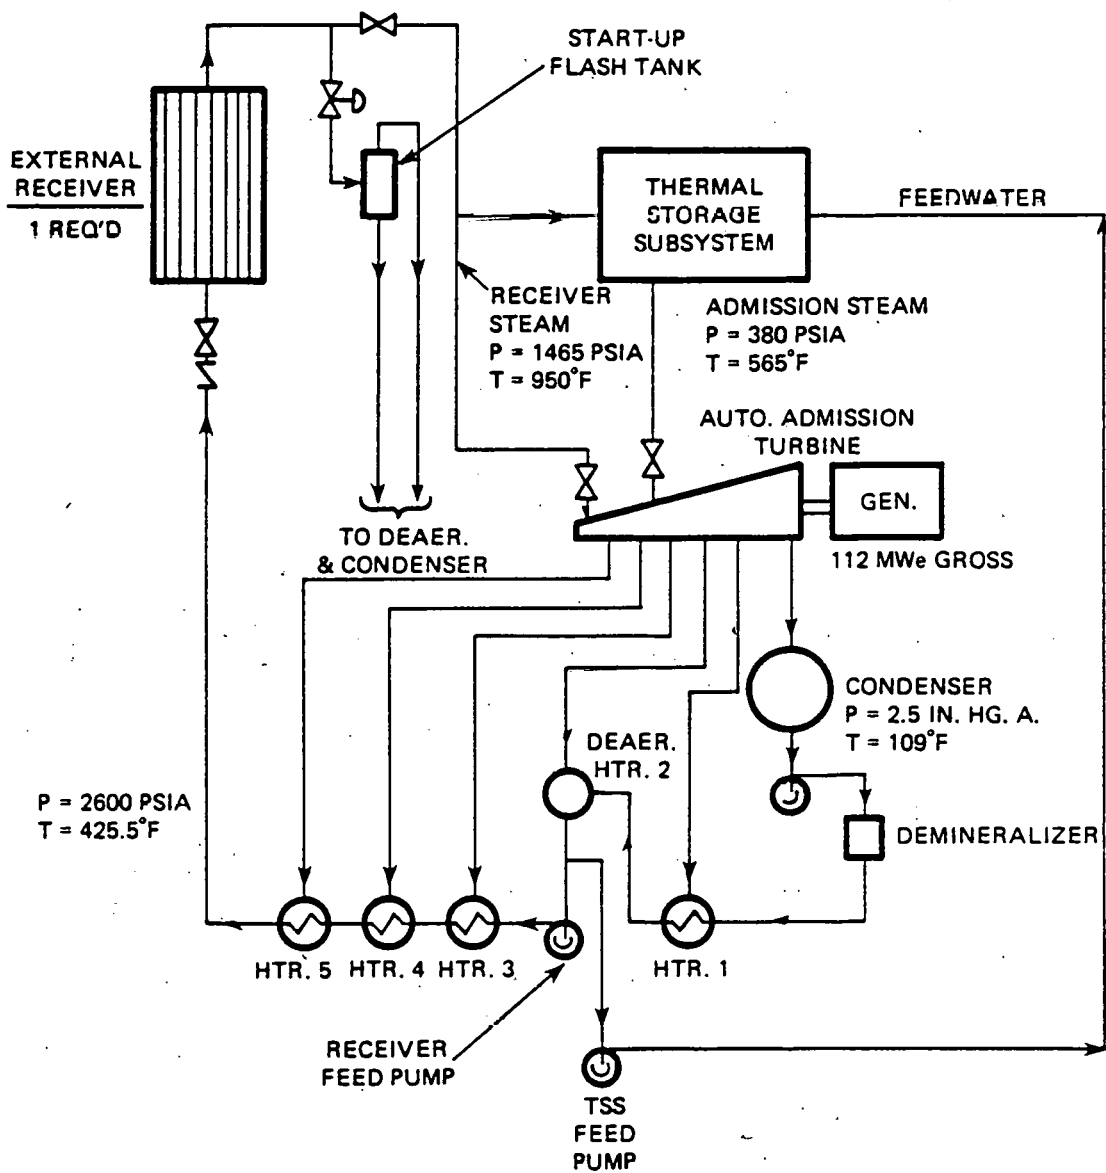 START-UP
FLASH TANK
EXTERNAL
RECEIVER
1 REQ'D
THERMAL
STORAGE
SUBSYSTEM
FEEDWATER
RECEIVER
STEAM
P = 1465 PSIA
T = 950°F
ADMISSION STEAM
P = 380 PSIA
T = 565°F
AUTO. ADMISSION
TURBINE
GEN.
112 MWe GROSS
TO DEAER.
& CONDENSER
CONDENSER
P = 2.5 IN. HG. A.
T = 109°F
DEAER.
HTR. 2
P = 2600 PSIA
T = 425.5°F
DEMINERALIZER
HTR. 5
HTR. 4
HTR. 3
HTR. 1
RECEIVER
FEED PUMP
TSS
FEED
PUMP